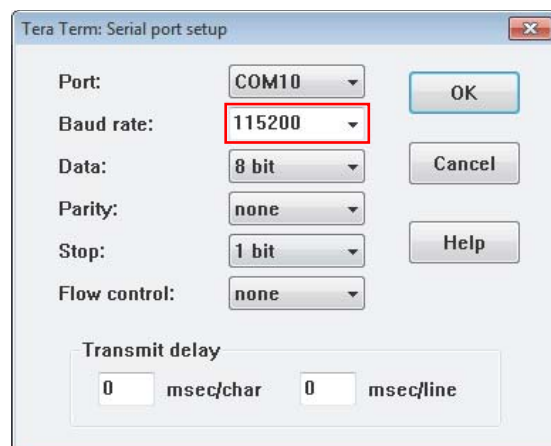 Tera Term: Serial port setup
Port: COM10 OK
Baud rate: 115200
Data: 8 bit Cancel
Parity: none
Stop: 1 bit Help
Flow control: none
Transmit delay
0 msec/char 0 msec/line